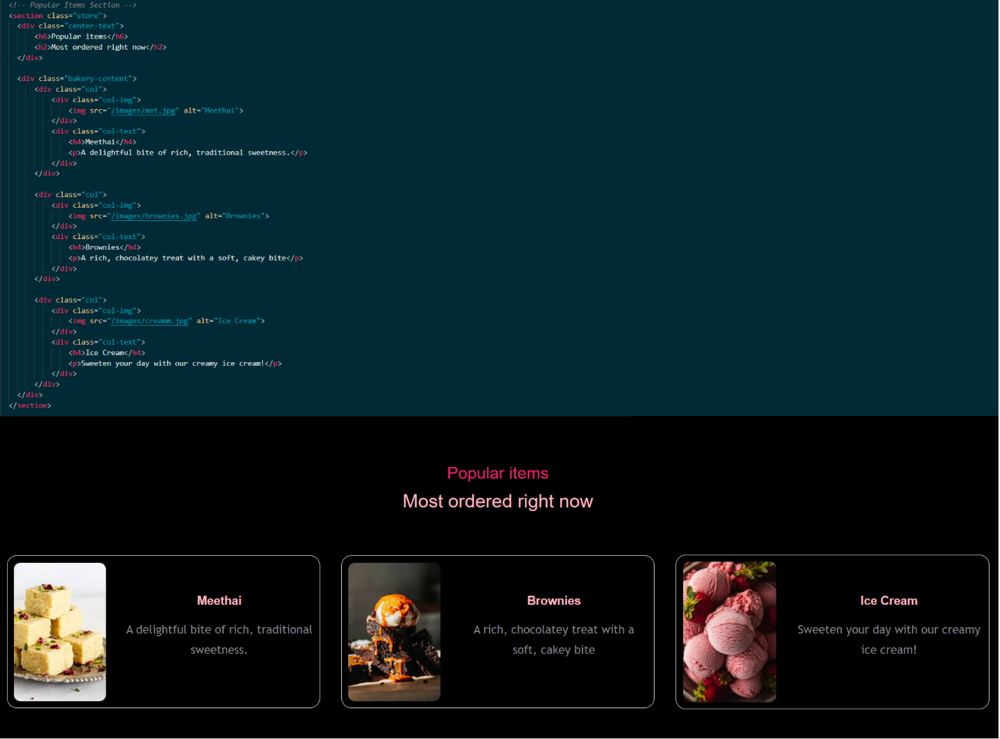 <!-- Popular Items Section -->
<section class="store">
<div class="center-text">
<h6>Popular items</h6>
<h2>Most ordered right now</h2>
</div>
<div class="bakery-content">
<div class="col">
<div class="col-img">
<img src="/images/met.jpg" alt="Meethai">
</div>
<div class="col-text">
<h4>Meethai</h4>
<p>A delightful bite of rich, traditional sweetness.</p>
</div>
</div>
<div class="col">
<div class="col-img">
<img src="/images/brownies.jpg" alt="Brownies">
</div>
<div class="col-text">
<h4>Brownies</h4>
<p>A rich, chocolatey treat with a soft, cakey bite</p>
</div>
</div>
<div class="col">
<div class="col-img">
<img src="/images/creamm.jpg" alt="Ice Cream">
</div>
<div class="col-text">
<h4>Ice Cream</h4>
<p>Sweeten your day with our creamy ice cream!</p>
</div>
</div>
</div>
</section>
Popular items
Most ordered right now
Meethai
A delightful bite of rich, traditional
sweetness.
Brownies
A rich, chocolatey treat with a
soft, cakey bite
Ice Cream
Sweeten your day with our creamy
ice cream!